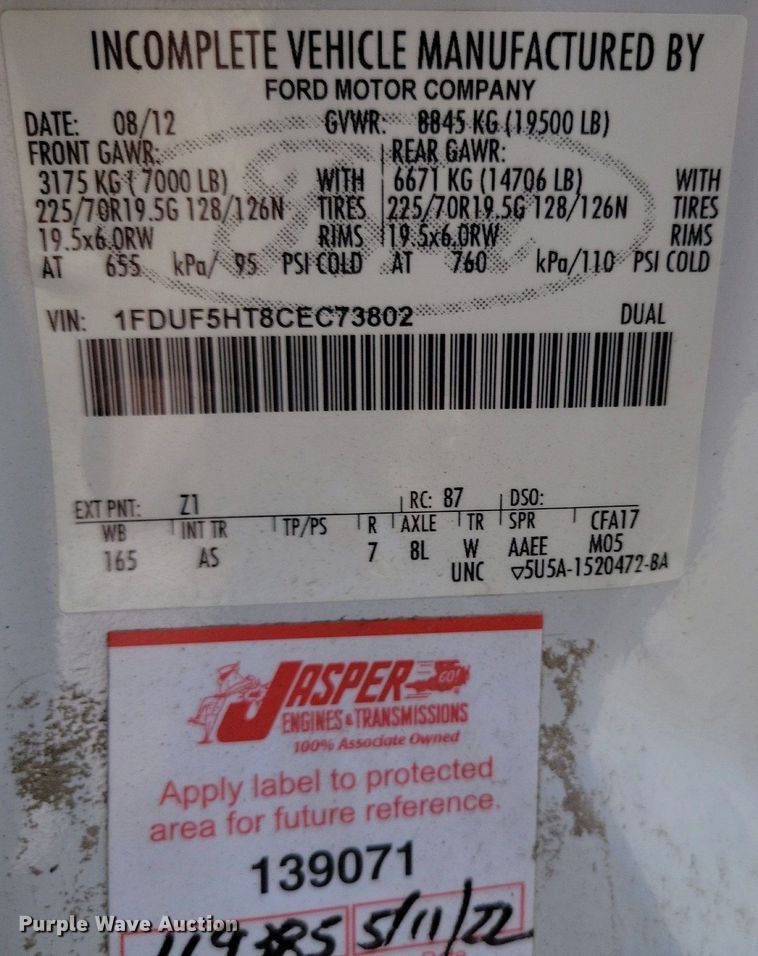 INCOMPLETE VEHICLE MANUFACTURED BY
FORD MOTOR COMPANY
DATE: 08/12 GVWR: 8845 KG (19500 LB)
FRONT GAWR: REAR GAWR:
3175 KG ( 7000 LB) WITH 6671 KG (14706 LB) WITH
225/70R19.5G 128/126N TIRES 225/70R19.5G 128/126N TIRES
19.5x6.0RW RIMS 19.5x6.0RW RIMS
AT 655 kPa/ 95 PSI COLD AT 760 kPa/110 PSI COLD
VIN: 1FDUF5HT8CEC73802 DUAL
EXT PNT: Z1 RC: 87 DSO:
WB INT TR TP/PS R AXLE TR SPR CFA17
165 AS 7 8L W AAEE M05
UNC ▽5U5A-1520472-BA
JASPER GO!
ENGINES & TRANSMISSIONS
100% Associate Owned
Apply label to protected
area for future reference.
139071
5/11/22
Purple Wave Auction